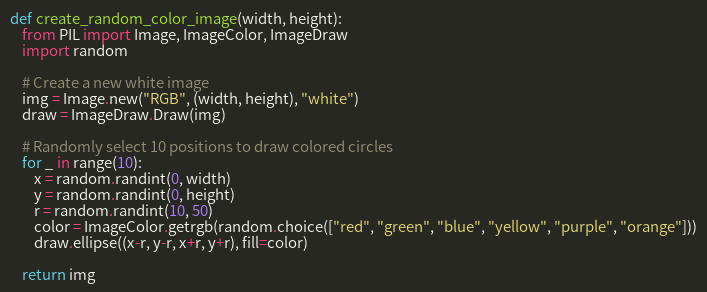 def create_random_color_image(width, height):
    from PIL import Image, ImageColor, ImageDraw
    import random

    # Create a new white image
    img = Image.new("RGB", (width, height), "white")
    draw = ImageDraw.Draw(img)

    # Randomly select 10 positions to draw colored circles
    for _ in range(10):
        x = random.randint(0, width)
        y = random.randint(0, height)
        r = random.randint(10, 50)
        color = ImageColor.getrgb(random.choice(["red", "green", "blue", "yellow", "purple", "orange"]))
        draw.ellipse((x-r, y-r, x+r, y+r), fill=color)

    return img